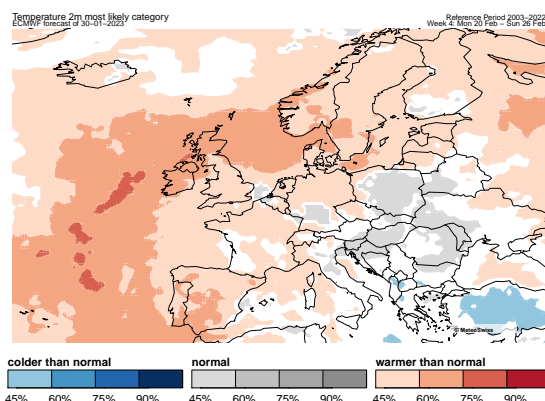 Temperature 2m most likely category
ECMWF forecast of 30−01−2023
Reference Period 2003−2022
Week 4: Mon 20 Feb − Sun 26 Feb
© MeteoSwiss
colder than normal
normal
warmer than normal
45% 60% 75% 90%
45% 60% 75% 90%
45% 60% 75% 90%